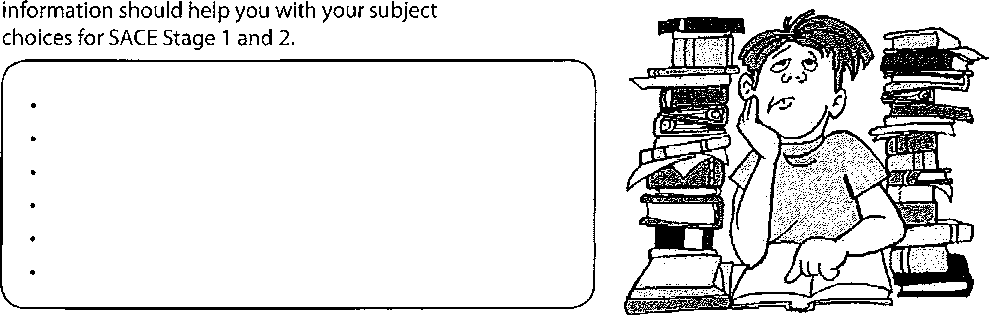 information should help you with your subject
choices for SACE Stage 1 and 2.